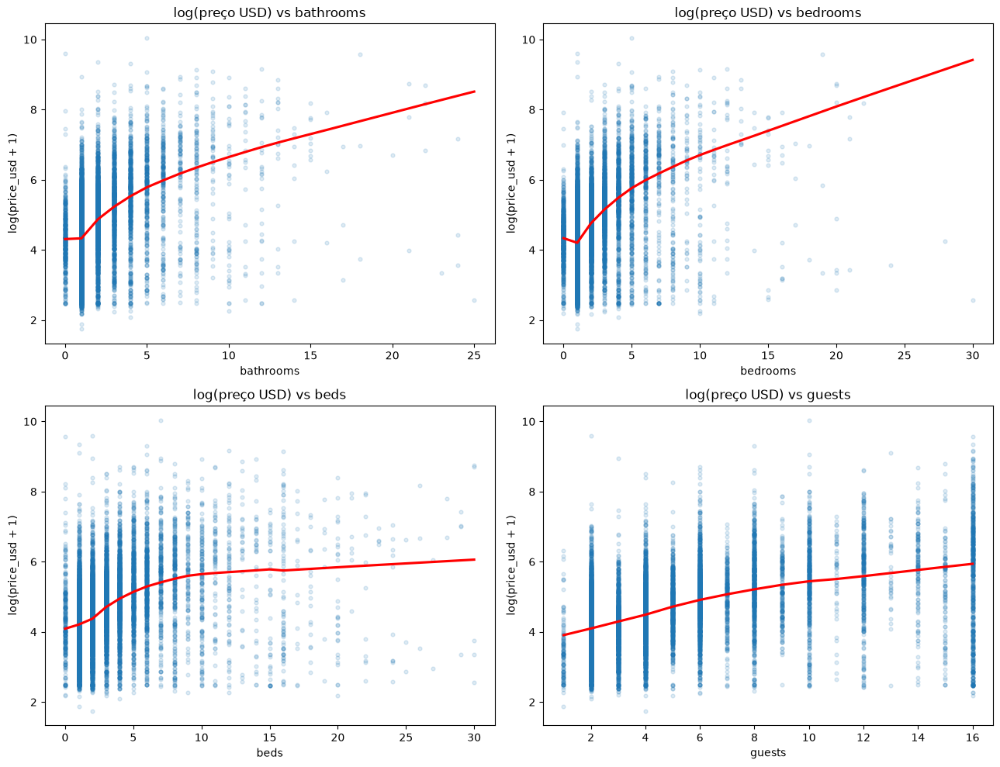 log(preço USD) vs bathrooms
log(price_usd + 1)
10
8
6
4
2
0 5 10 15 20 25
bathrooms
log(preço USD) vs bedrooms
log(price_usd + 1)
10
8
6
4
2
0 5 10 15 20 25 30
bedrooms
log(preço USD) vs beds
log(price_usd + 1)
10
8
6
4
2
0 5 10 15 20 25 30
beds
log(preço USD) vs guests
log(price_usd + 1)
10
8
6
4
2
2 4 6 8 10 12 14 16
guests